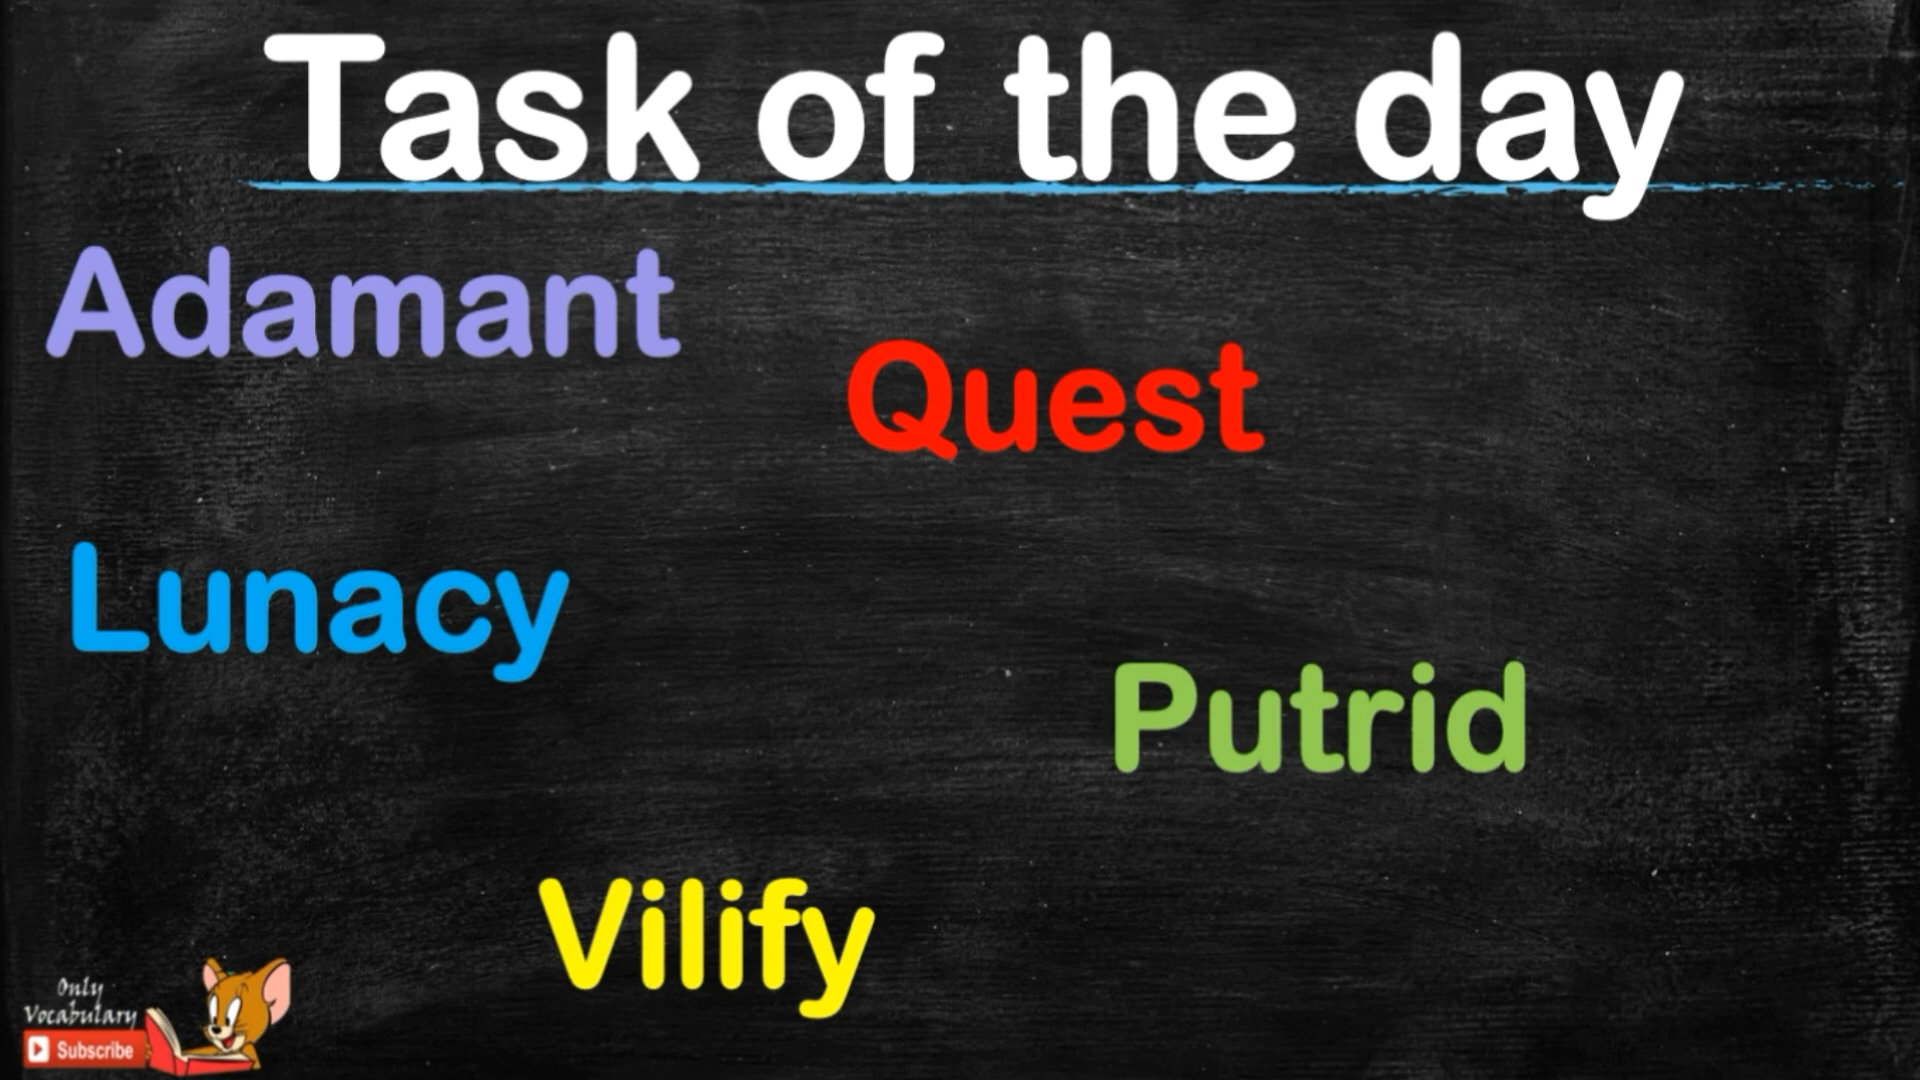 Task of the day
Adamant
Quest
Lunacy
Putrid
Vilify
Only
Vocabulary
Subscribe